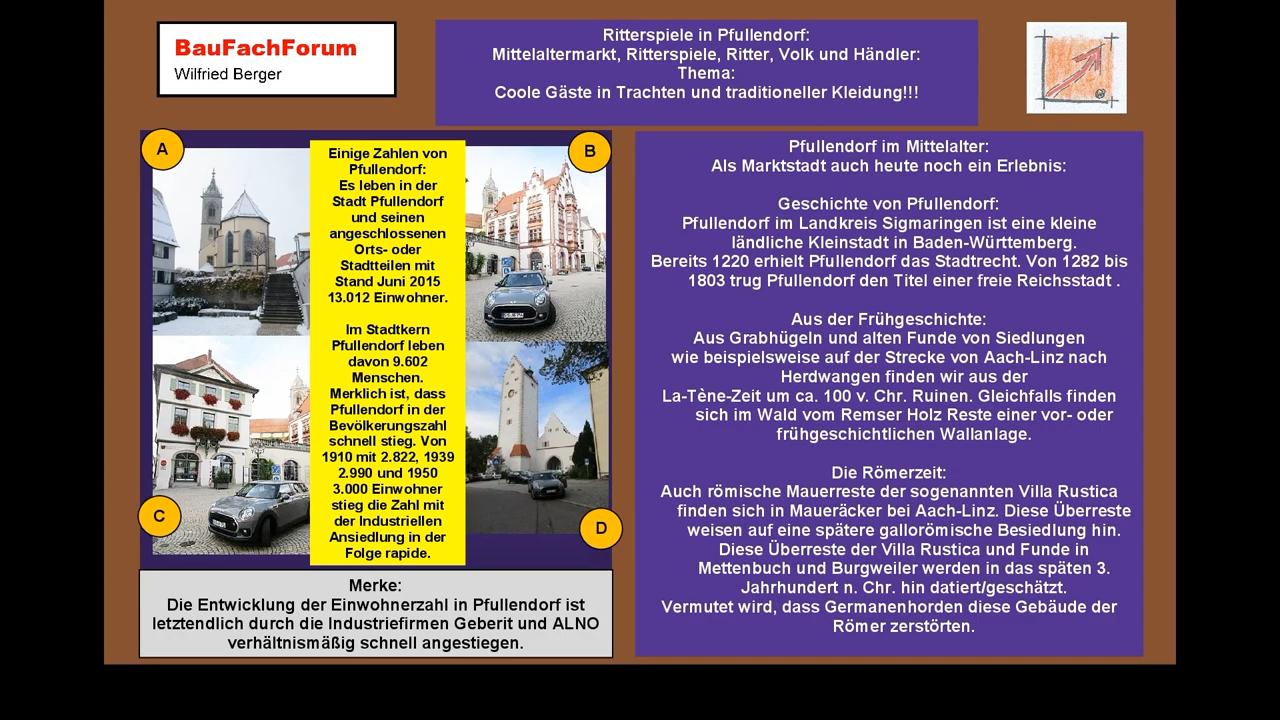 BauFachForum
Wilfried Berger
Ritterspiele in Pfullendorf:
Mittelaltermarkt, Ritterspiele, Ritter, Volk und Händler:
Thema:
Coole Gäste in Trachten und traditioneller Kleidung!!!
A
B
C
D
Einige Zahlen von
Pfullendorf:
Es leben in der
Stadt Pfullendorf
und seinen
angeschlossenen
Orts- oder
Stadtteilen mit
Stand Juni 2015
13.012 Einwohner.
Im Stadtkern
Pfullendorf leben
davon 9.602
Menschen.
Merklich ist, dass
Pfullendorf in der
Bevölkerungszahl
schnell stieg. Von
1910 mit 2.822, 1939
2.990 und 1950
3.000 Einwohner
stieg die Zahl mit
der Industriellen
Ansiedlung in der
Folge rapide.
Merke:
Die Entwicklung der Einwohnerzahl in Pfullendorf ist
letztendlich durch die Industriefirmen Geberit und ALNO
verhältnismäßig schnell angestiegen.
Pfullendorf im Mittelalter:
Als Marktstadt auch heute noch ein Erlebnis:
Geschichte von Pfullendorf:
Pfullendorf im Landkreis Sigmaringen ist eine kleine
ländliche Kleinstadt in Baden-Württemberg.
Bereits 1220 erhielt Pfullendorf das Stadtrecht. Von 1282 bis
1803 trug Pfullendorf den Titel einer freie Reichsstadt .
Aus der Frühgeschichte:
Aus Grabhügeln und alten Funde von Siedlungen
wie beispielsweise auf der Strecke von Aach-Linz nach
Herdwangen finden wir aus der
La-Tène-Zeit um ca. 100 v. Chr. Ruinen. Gleichfalls finden
sich im Wald vom Remser Holz Reste einer vor- oder
frühgeschichtlichen Wallanlage.
Die Römerzeit:
Auch römische Mauerreste der sogenannten Villa Rustica
finden sich in Maueräcker bei Aach-Linz. Diese Überreste
weisen auf eine spätere gallorömische Besiedlung hin.
Diese Überreste der Villa Rustica und Funde in
Mettenbuch und Burgweiler werden in das späten 3.
Jahrhundert n. Chr. hin datiert/geschätzt.
Vermutet wird, dass Germanenhorden diese Gebäude der
Römer zerstörten.